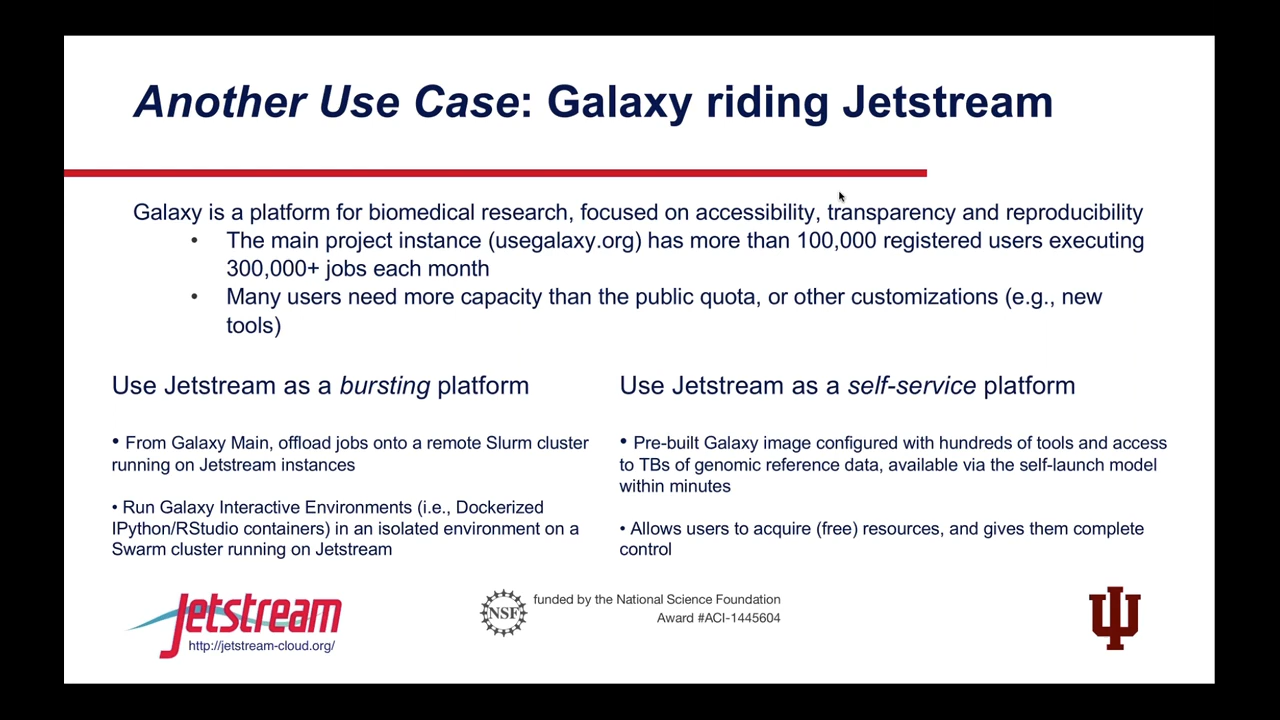 Another Use Case: Galaxy riding Jetstream
Galaxy is a platform for biomedical research, focused on accessibility, transparency and reproducibility
• The main project instance (usegalaxy.org) has more than 100,000 registered users executing
300,000+ jobs each month
• Many users need more capacity than the public quota, or other customizations (e.g., new
tools)
Use Jetstream as a bursting platform
• From Galaxy Main, offload jobs onto a remote Slurm cluster
running on Jetstream instances
• Run Galaxy Interactive Environments (i.e., Dockerized
IPython/RStudio containers) in an isolated environment on a
Swarm cluster running on Jetstream
Use Jetstream as a self-service platform
• Pre-built Galaxy image configured with hundreds of tools and access
to TBs of genomic reference data, available via the self-launch model
within minutes
• Allows users to acquire (free) resources, and gives them complete
control
Jetstream
http://jetstream-cloud.org/
NSF
funded by the National Science Foundation
Award #ACI-1445604